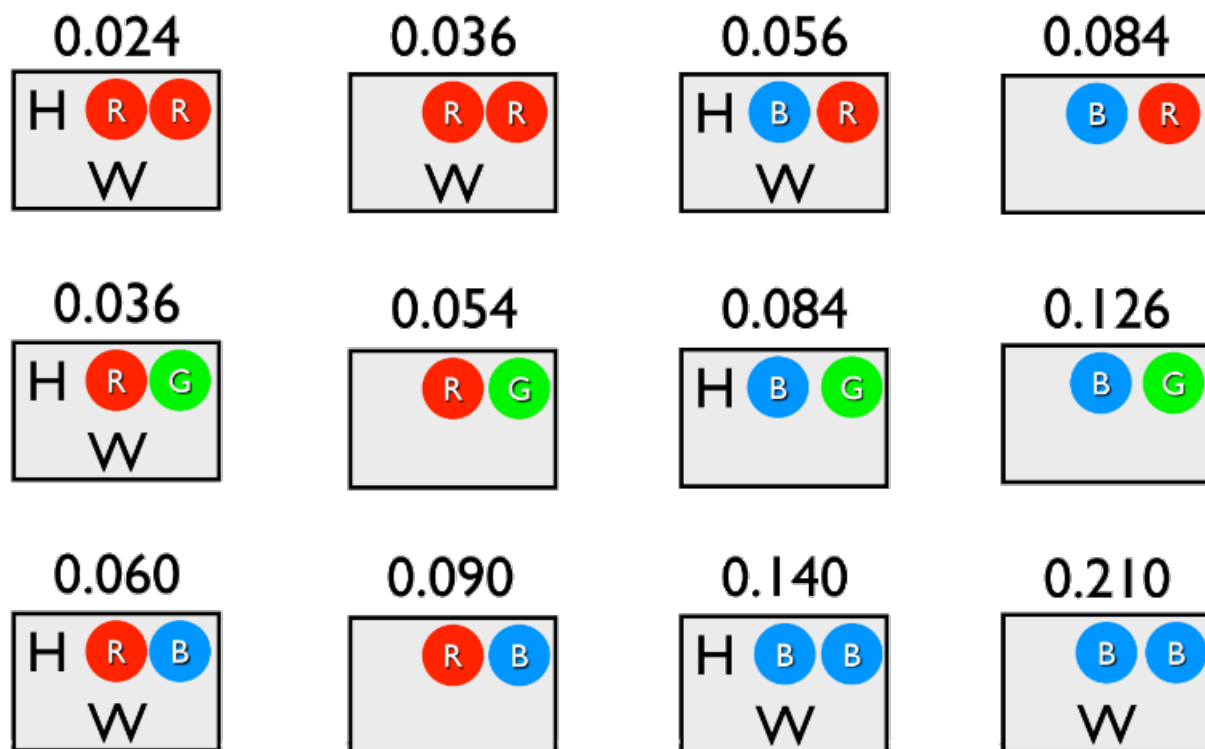 0.024 0.036 0.056 0.084
H R R R R H B R B R
W W W
0.036 0.054 0.084 0.126
H R G R G H B G B G
W
0.060 0.090 0.140 0.210
H R B R B H B B B B
W W W